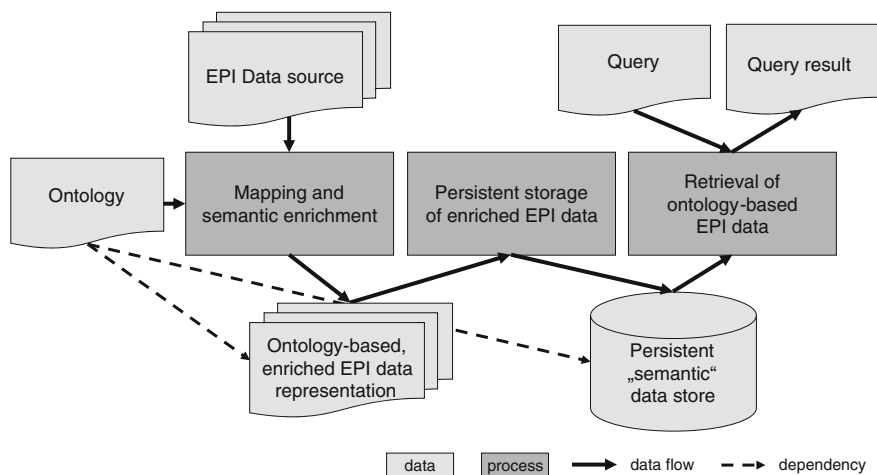 EPI Data source
Query
Query result
Ontology
Mapping and
semantic enrichment
Persistent storage
of enriched EPI data
Retrieval of
ontology-based
EPI data
Ontology-based,
enriched EPI data
representation
Persistent
„semantic“
data store
data
process
data flow
dependency